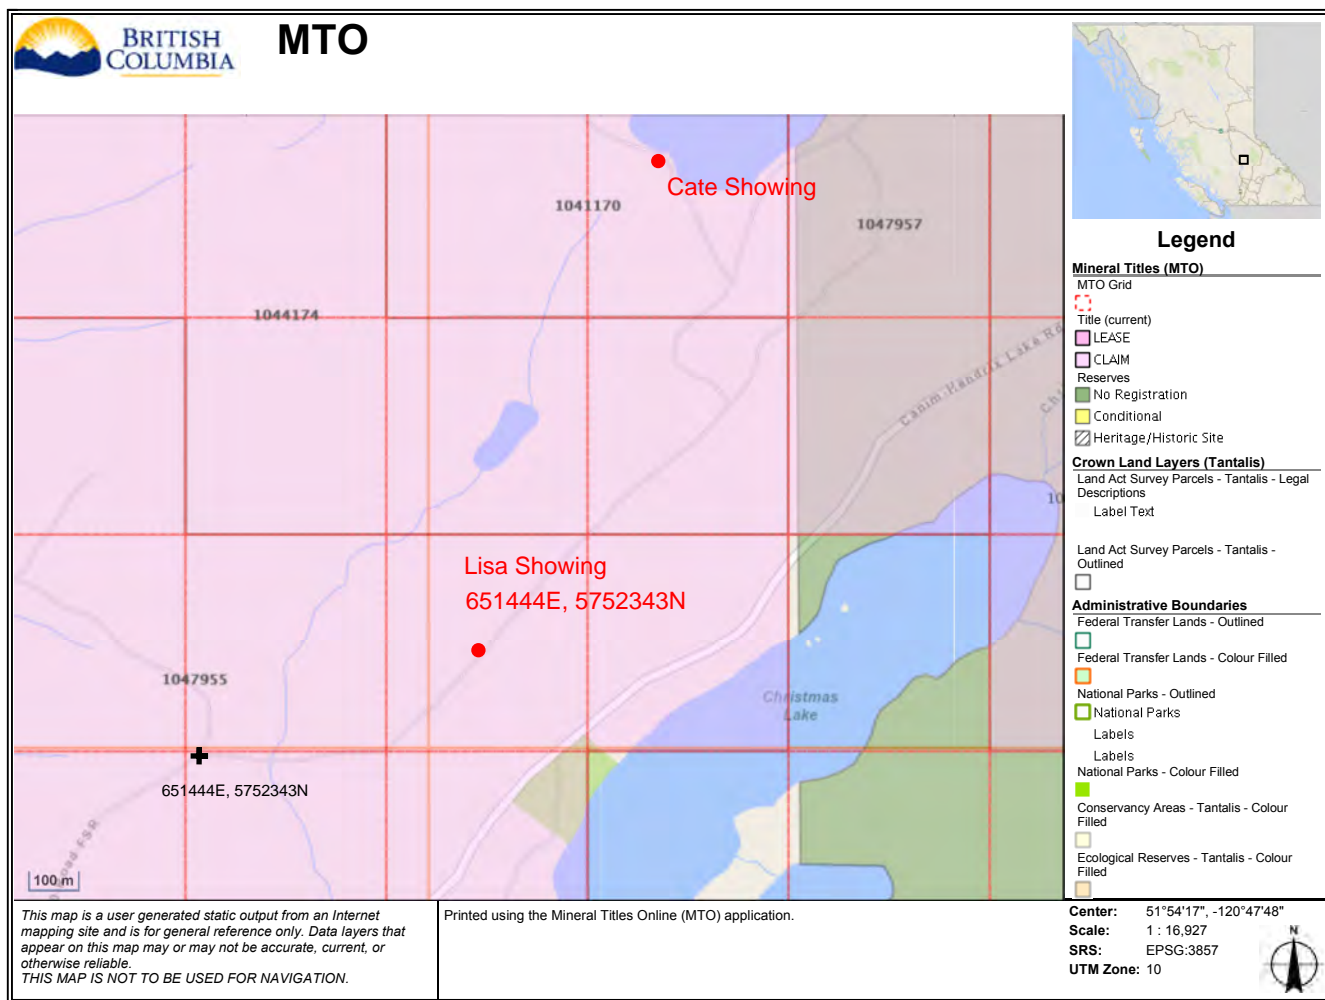 BRITISH
COLUMBIA
MTO
Cate Showing
1041170
1047957
1044174
Canim Hendrix Lake Rd
Lisa Showing
651444E, 5752343N
1047955
Christmas
Lake
651444E, 5752343N
FSR
100 m
Legend
Mineral Titles (MTO)
MTO Grid
Title (current)
LEASE
CLAIM
Reserves
No Registration
Conditional
Heritage/Historic Site
Crown Land Layers (Tantalis)
Land Act Survey Parcels - Tantalis - Legal
Descriptions
Label Text
Land Act Survey Parcels - Tantalis -
Outlined
Administrative Boundaries
Federal Transfer Lands - Outlined
Federal Transfer Lands - Colour Filled
National Parks - Outlined
National Parks
Labels
Labels
National Parks - Colour Filled
Conservancy Areas - Tantalis - Colour
Filled
Ecological Reserves - Tantalis - Colour
Filled
This map is a user generated static output from an Internet
mapping site and is for general reference only. Data layers that
appear on this map may or may not be accurate, current, or
otherwise reliable.
THIS MAP IS NOT TO BE USED FOR NAVIGATION.
Printed using the Mineral Titles Online (MTO) application.
Center: 51°54'17", -120°47'48"
Scale: 1 : 16,927
SRS: EPSG:3857
UTM Zone: 10
N